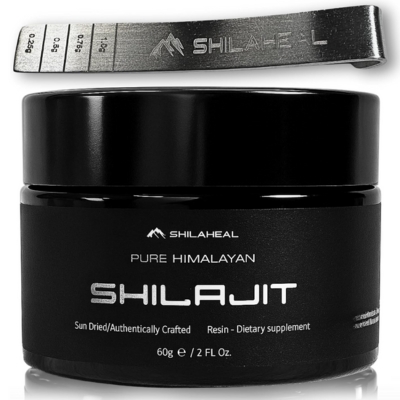 0.25g 0.5g 0.75g 1.0g SHILAHEAL
SHILAHEAL
PURE HIMALAYAN
SHILAJIT
Sun Dried/Authentically Crafted Resin - Dietary supplement
60g ℮ / 2 FL Oz.